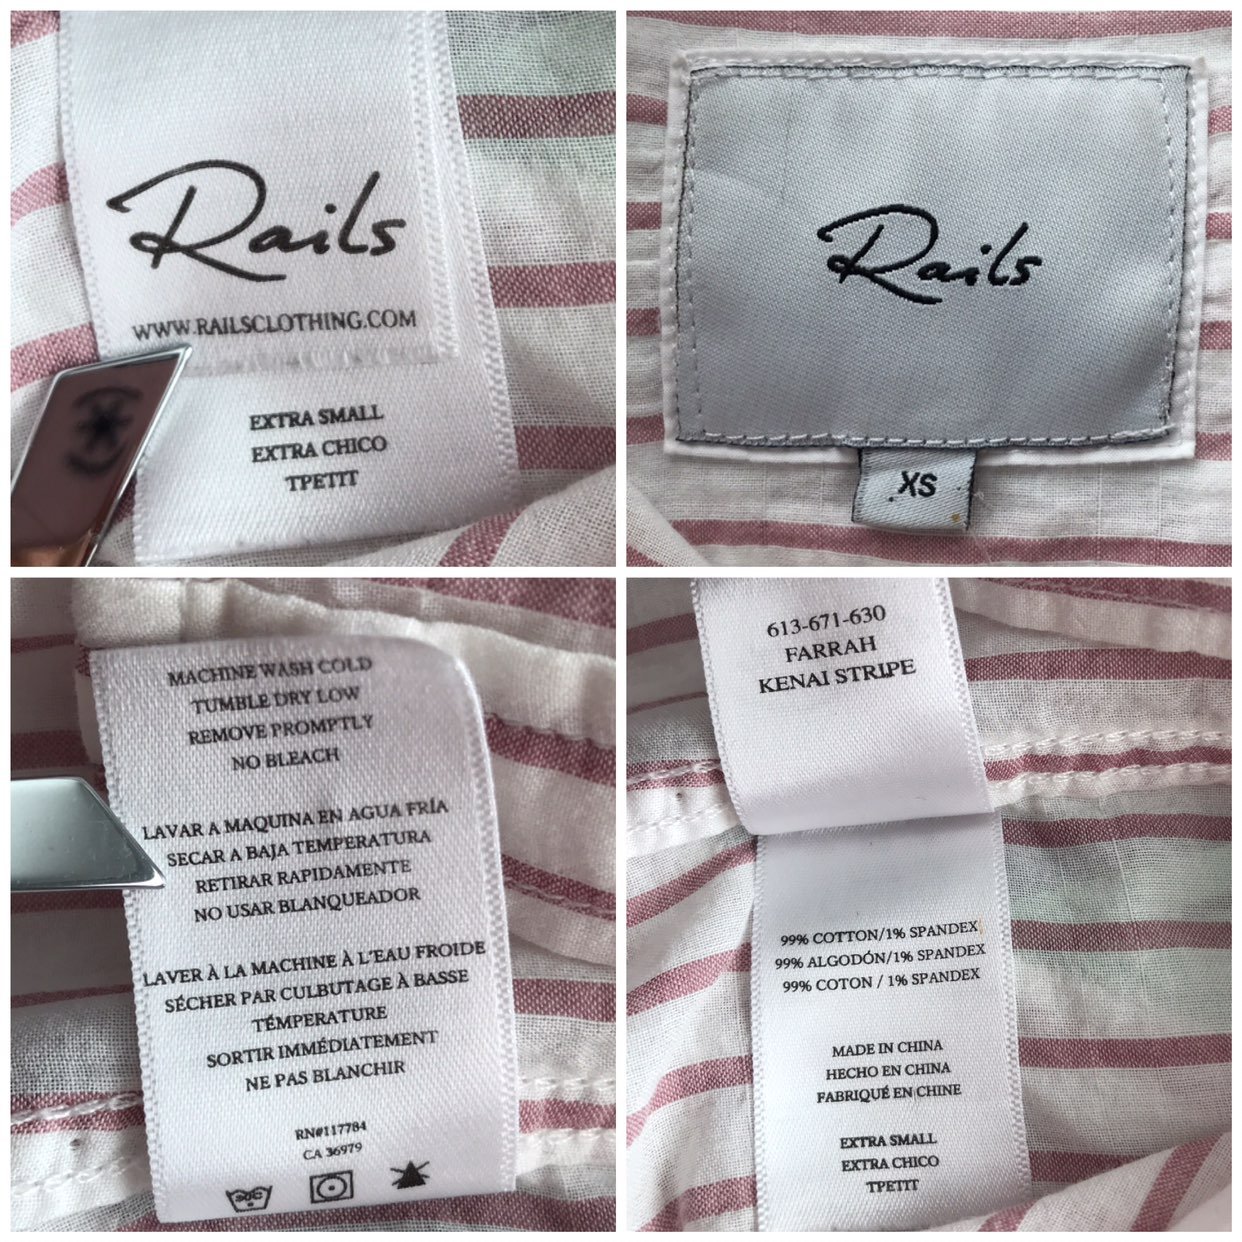 Rails
WWW.RAILSCLOTHING.COM
EXTRA SMALL
EXTRA CHICO
TPETIT
Rails
XS
MACHINE WASH COLD
TUMBLE DRY LOW
REMOVE PROMPTLY
NO BLEACH
LAVAR A MAQUINA EN AGUA FRÍA
SECAR A BAJA TEMPERATURA
RETIRAR RAPIDAMENTE
NO USAR BLANQUEADOR
LAVER À LA MACHINE À L'EAU FROIDE
SÉCHER PAR CULBUTAGE À BASSE
TÉMPERATURE
SORTIR IMMÉDIATEMENT
NE PAS BLANCHIR
RN#117784
CA 36979
30C
613-671-630
FARRAH
KENAI STRIPE
99% COTTON/1% SPANDEX
99% ALGODÓN/1% SPANDEX
99% COTON / 1% SPANDEX
MADE IN CHINA
HECHO EN CHINA
FABRIQUÉ EN CHINE
EXTRA SMALL
EXTRA CHICO
TPETIT